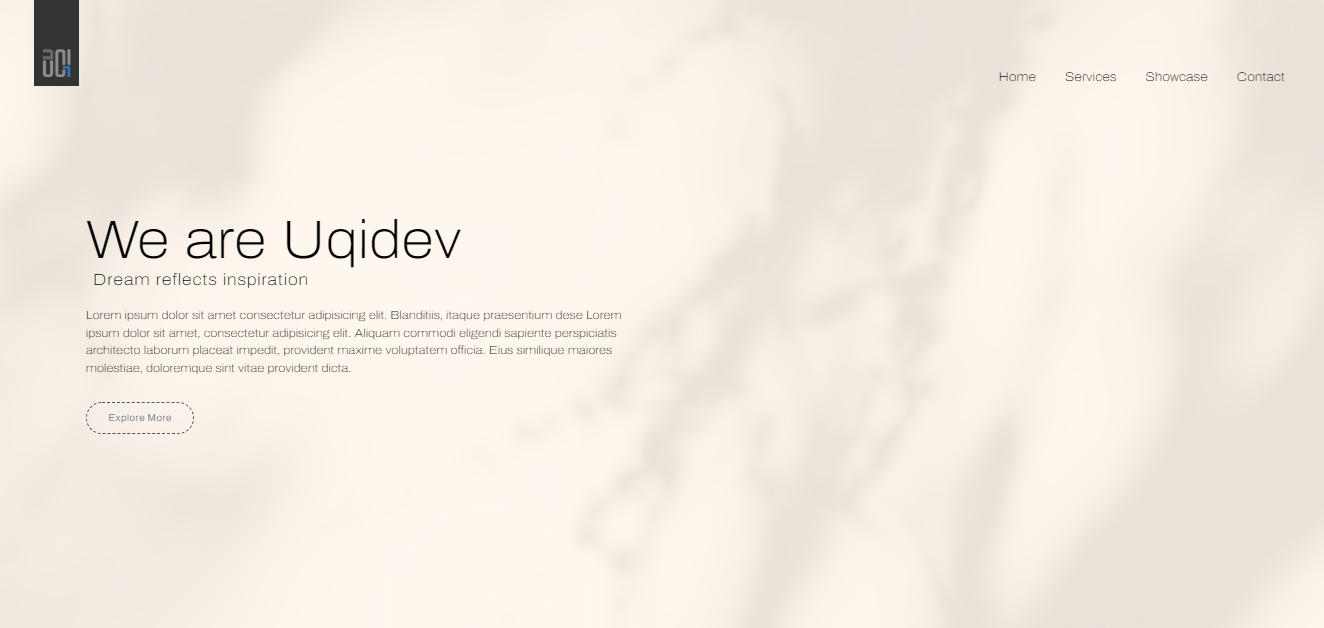 Home Services Showcase Contact
We are Uqidev
Dream reflects inspiration
Lorem ipsum dolor sit amet consectetur adipisicing elit. Blanditiis, itaque praesentium dese Lorem
ipsum dolor sit amet, consectetur adipisicing elit. Aliquam commodi eligendi sapiente perspiciatis
architecto laborum placeat impedit, provident maxime voluptatem officia. Eius similique maiores
molestiae, doloremque sint vitae provident dicta.
Explore More